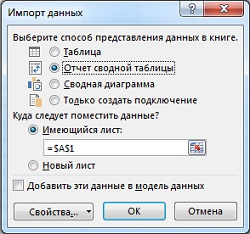 Импорт данных
Выберите способ представления данных в книге.
Таблица
Отчет сводной таблицы
Сводная диаграмма
Только создать подключение
Куда следует поместить данные?
Имеющийся лист:
=$A$1
Новый лист
Добавить эти данные в модель данных
Свойства... ОК Отмена